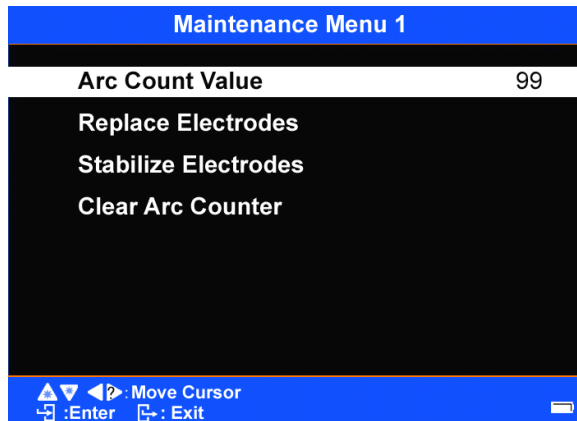 Maintenance Menu 1
Arc Count Value 99
Replace Electrodes
Stabilize Electrodes
Clear Arc Counter
?: Move Cursor
:Enter : Exit